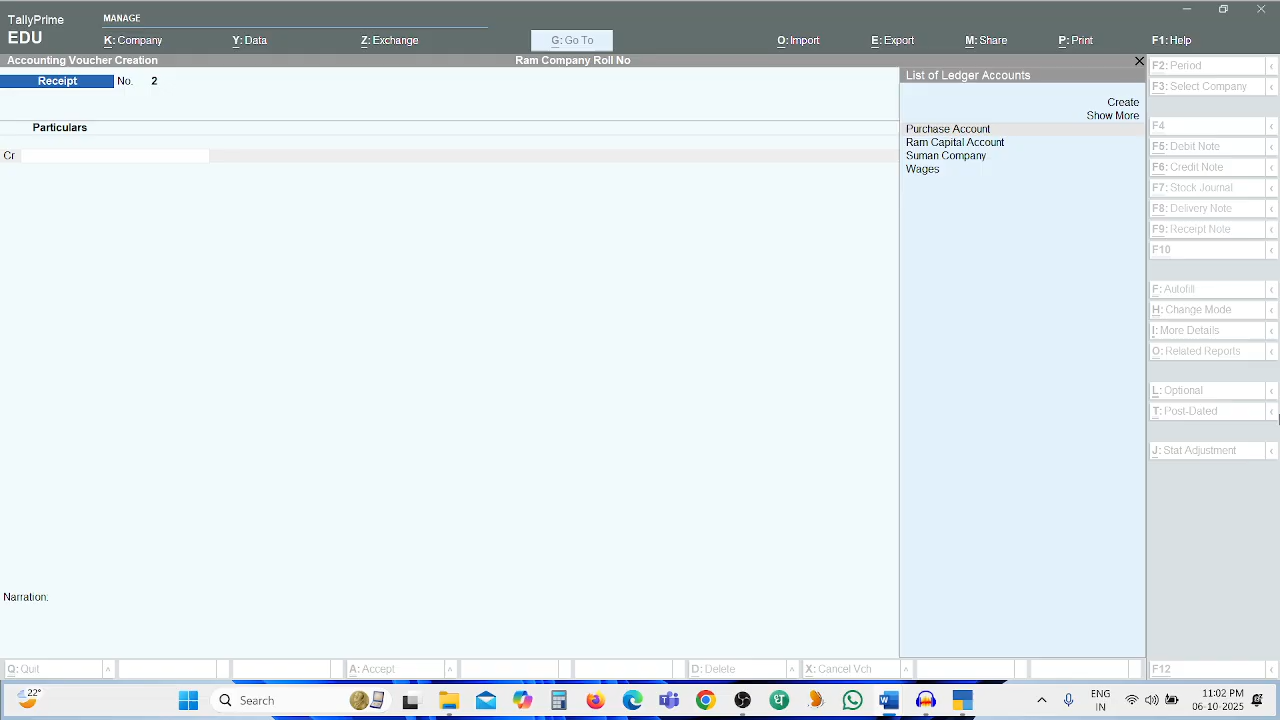 TallyPrime
EDU
MANAGE
K: Company Y: Data Z: Exchange G: Go To O: Import E: Export M: Share P: Print F1: Help
Accounting Voucher Creation Ram Company Roll No
Receipt No. 2
Particulars
Cr
List of Ledger Accounts
Create
Show More
Purchase Account
Ram Capital Account
Suman Company
Wages
F2: Period
F3: Select Company
F4
F5: Debit Note
F6: Credit Note
F7: Stock Journal
F8: Delivery Note
F9: Receipt Note
F10
F: Autofill
H: Change Mode
I: More Details
O: Related Reports
L: Optional
T: Post-Dated
J: Stat Adjustment
Narration:
Q: Quit A: Accept D: Delete X: Cancel Vch F12
22°
Search
ENG
IN
11:02 PM
06-10-2025